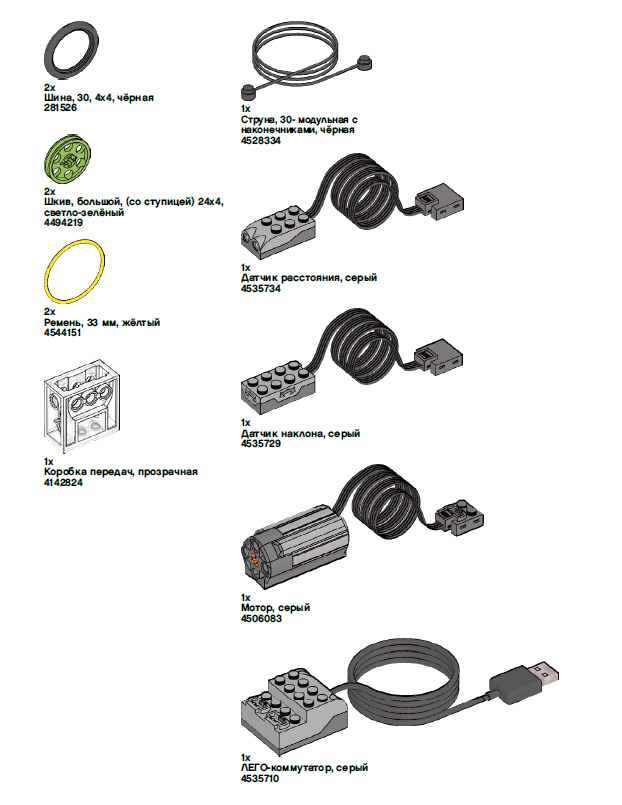 2x
Шина, 30, 4x4, чёрная
281526
2x
Шкив, большой, (со ступицей) 24x4,
светло-зелёный
4494219
2x
Ремень, 33 мм, жёлтый
4544151
1x
Коробка передач, прозрачная
4142824
1x
Струна, 30- модульная с
наконечниками, чёрная
4528334
1x
Датчик расстояния, серый
4535734
1x
Датчик наклона, серый
4535729
1x
Мотор, серый
4506083
1x
ЛЕГО-коммутатор, серый
4535710